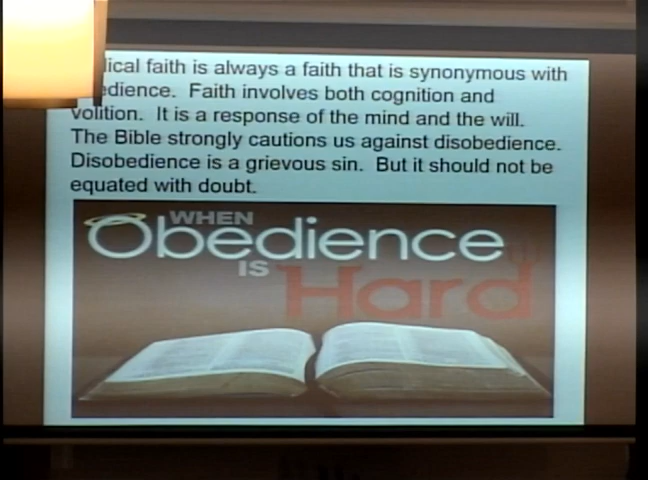 faith is always a faith that is synonymous with
Faith involves both cognition and
volition. It is a response of the mind and the will.
The Bible strongly cautions us against disobedience.
Disobedience is a grievous sin. But it should not be
equated with doubt.
WHEN
Obedience
IS
Hard